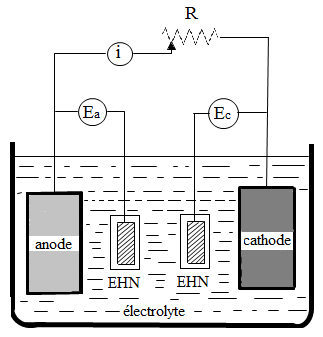 R
i
Ea
Ec
anode
cathode
EHN
EHN
électrolyte